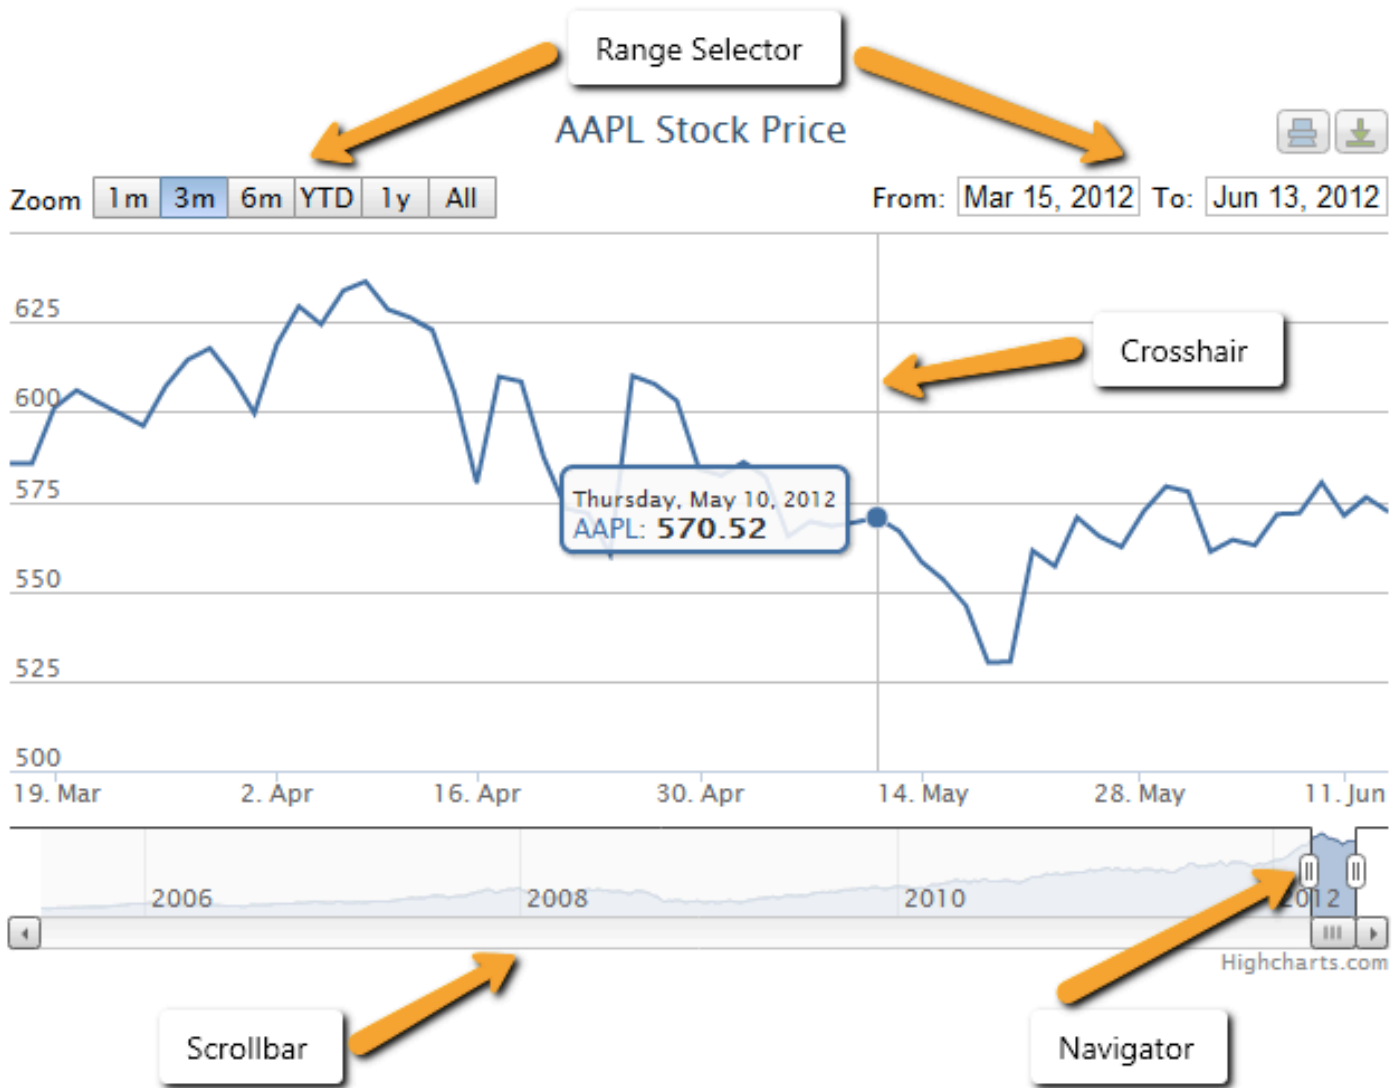 Range Selector
AAPL Stock Price
Zoom 1m 3m 6m YTD 1y All From: Mar 15, 2012 To: Jun 13, 2012
625
Crosshair
600
575
Thursday, May 10, 2012
AAPL: 570.52
550
525
500
19. Mar 2. Apr 16. Apr 30. Apr 14. May 28. May 11. Jun
2006 2008 2010 2012
Highcharts.com
Scrollbar
Navigator